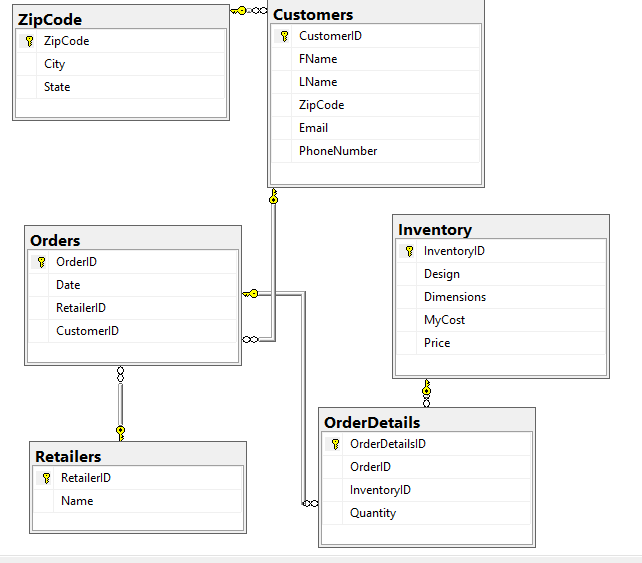 ZipCode
ZipCode
City
State
Customers
CustomerID
FName
LName
ZipCode
Email
PhoneNumber
Orders
OrderID
Date
RetailerID
CustomerID
Inventory
InventoryID
Design
Dimensions
MyCost
Price
Retailers
RetailerID
Name
OrderDetails
OrderDetailsID
OrderID
InventoryID
Quantity